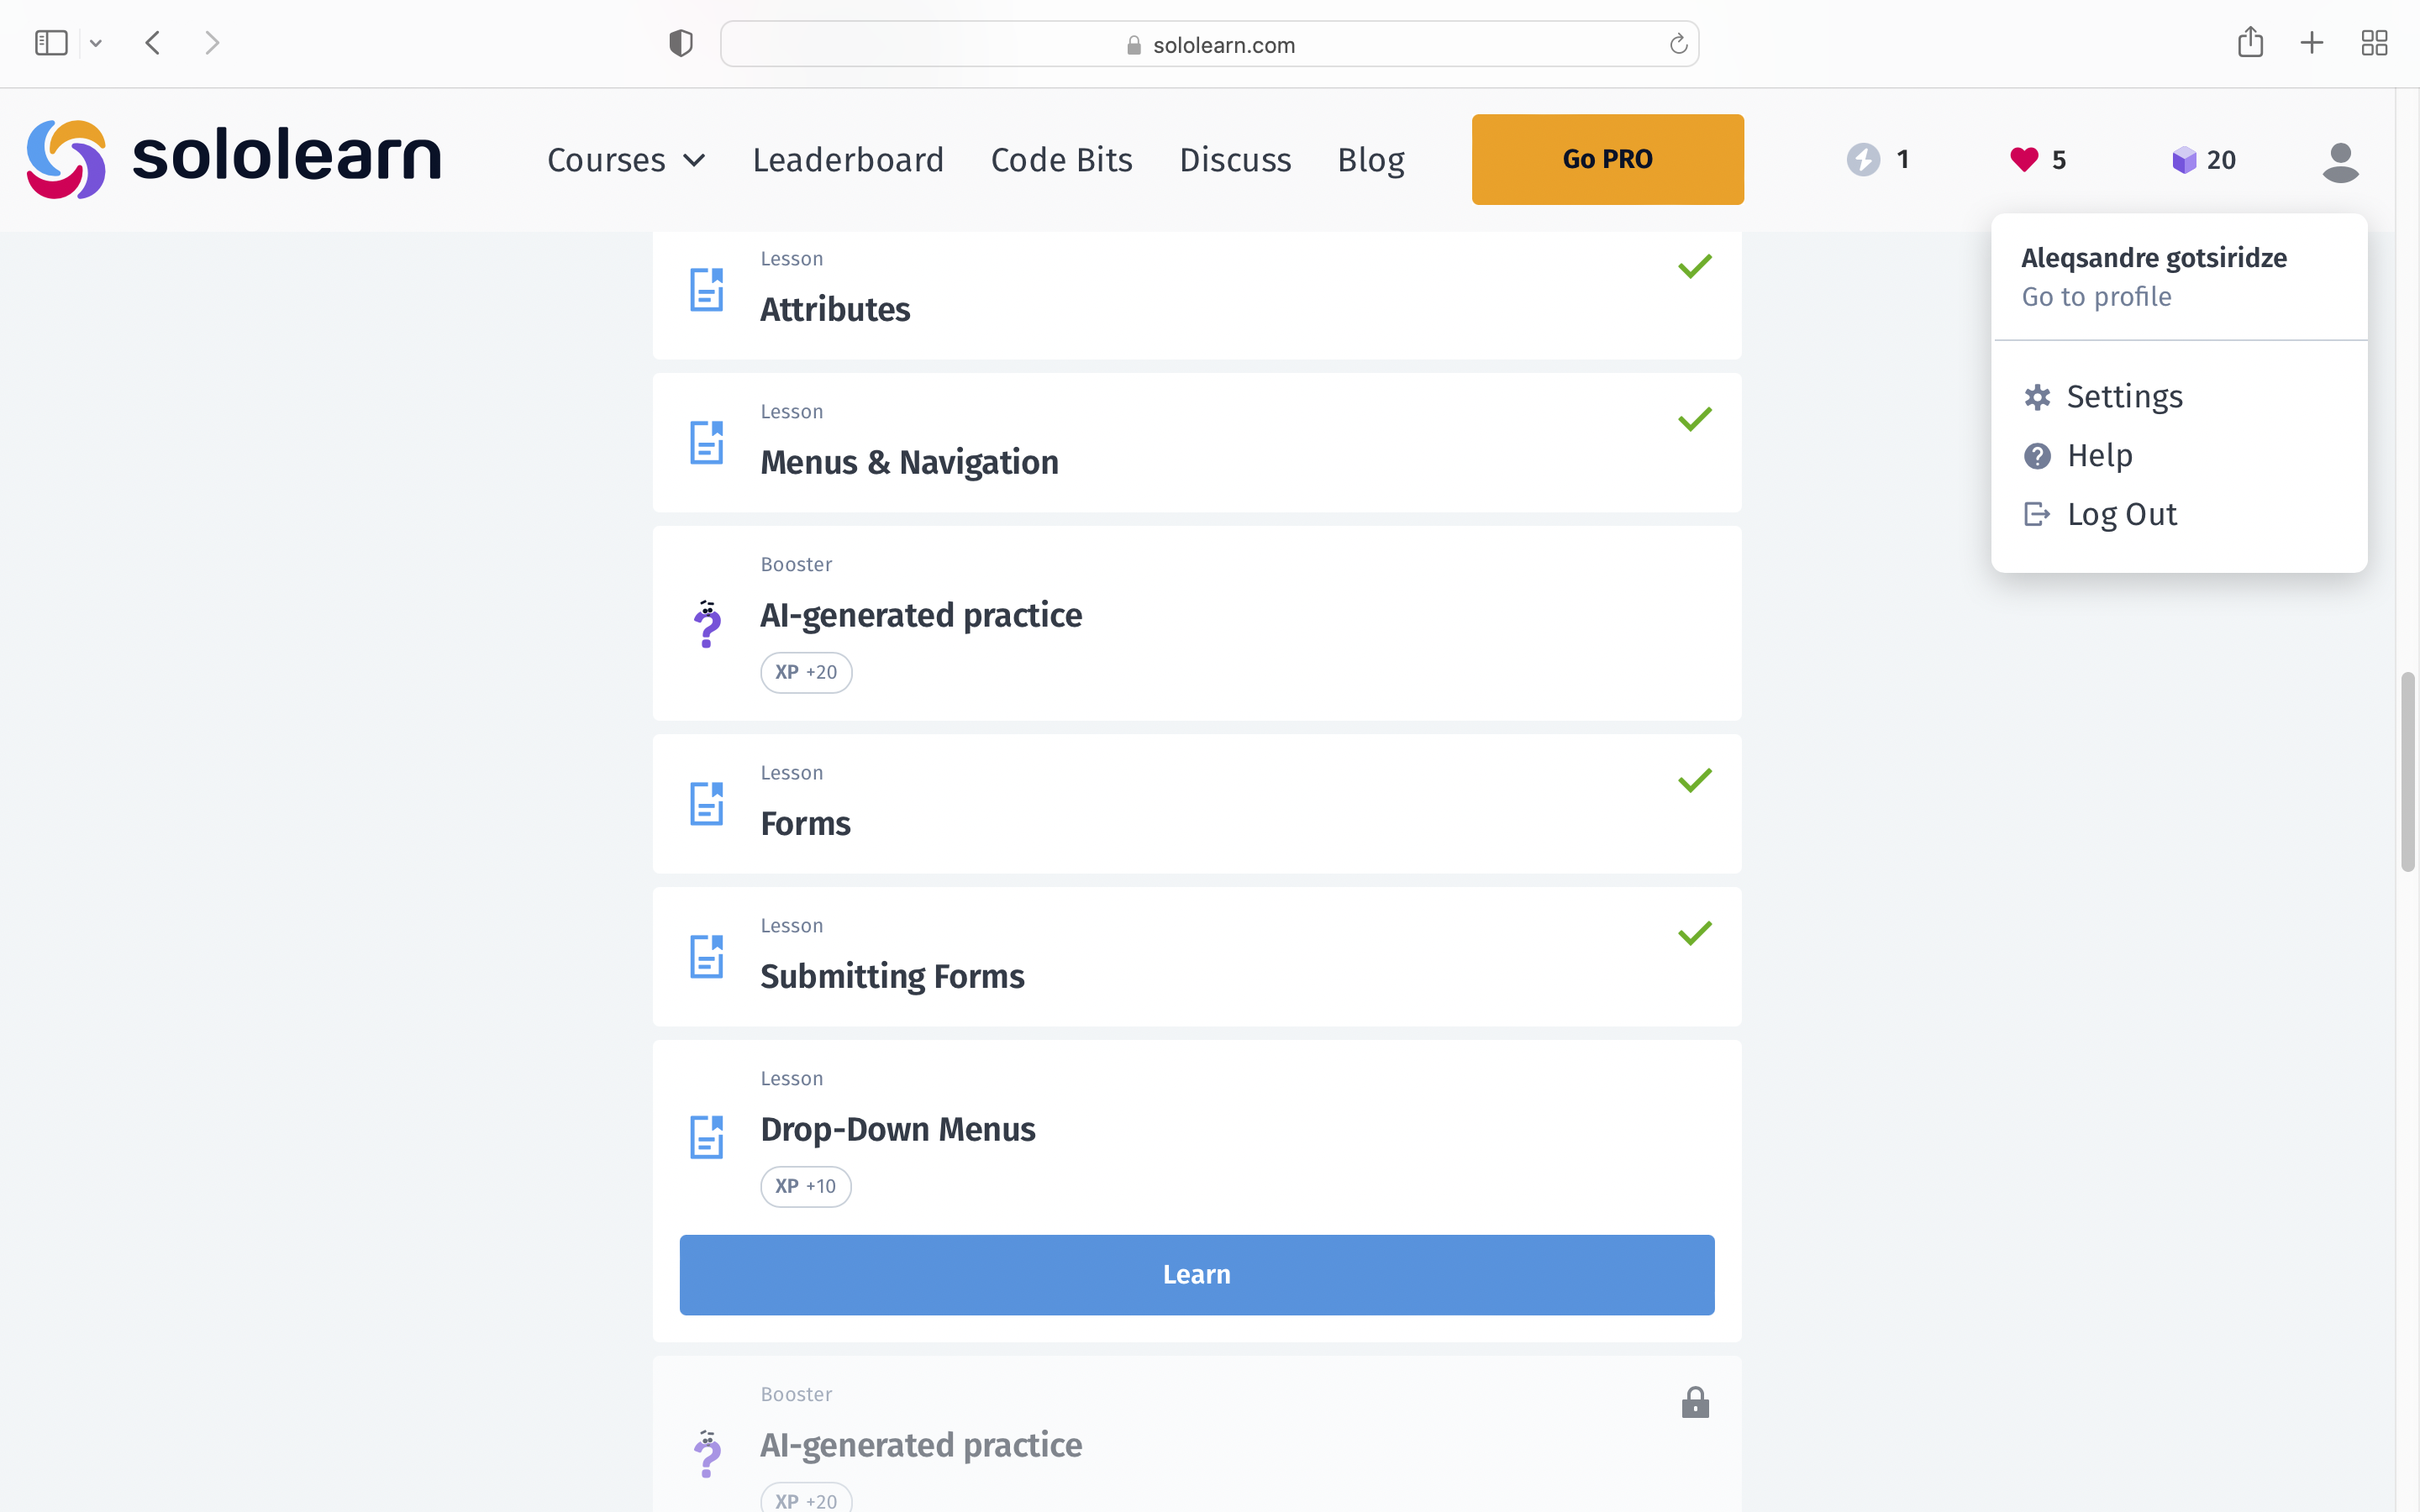 sololearn.com
sololearn
Courses
Leaderboard
Code Bits
Discuss
Blog
Go PRO
1
5
20
Aleqsandre gotsiridze
Go to profile
Settings
Help
Log Out
Lesson
Attributes
Lesson
Menus & Navigation
Booster
AI-generated practice
XP +20
Lesson
Forms
Lesson
Submitting Forms
Lesson
Drop-Down Menus
XP +10
Learn
Booster
AI-generated practice
XP +20